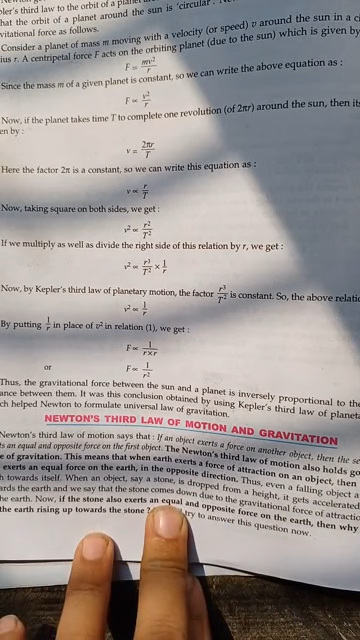 pler's third law to the orbit of a planet
that the orbit of a planet around the sun is 'circular'.
vitational force as follows.
Consider a planet of mass m moving with a velocity (or speed) v around the sun in a
ius r. A centripetal force F acts on the orbiting planet (due to the sun) which is given by
F = mv²/r
Since the mass m of a given planet is constant, so we can write the above equation as :
F ∝ v²/r
Now, if the planet takes time T to complete one revolution (of 2πr) around the sun, then its
en by :
v = 2πr/T
Here the factor 2π is a constant, so we can write this equation as :
v ∝ r/T
Now, taking square on both sides, we get :
v² ∝ r²/T²
If we multiply as well as divide the right side of this relation by r, we get :
v² ∝ r³/T² × 1/r
Now, by Kepler's third law of planetary motion, the factor r³/T² is constant. So, the above
v² ∝ 1/r
By putting 1/r in place of v² in relation (1), we get :
F ∝ 1/r×r
or F ∝ 1/r²
Thus, the gravitational force between the sun and a planet is inversely proportional to the
ance between them. It was this conclusion obtained by using Kepler's third law of
ch helped Newton to formulate universal law of gravitation.
NEWTON'S THIRD LAW OF MOTION AND GRAVITATION
Newton's third law of motion says that : If an object exerts a force on another object, then the
ts an equal and opposite force on the first object. The Newton's third law of motion also holds
e of gravitation. This means that when earth exerts a force of attraction on an object, then
exerts an equal force on the earth, in the opposite direction. Thus, even a falling object
h towards itself. When an object, say a stone, is dropped from a height, it gets accelerated
ards the earth and we say that the stone comes down due to the gravitational force of
he earth. Now, if the stone also exerts an equal and opposite force on the earth, then why
the earth rising up towards the stone ? try to answer this question now.